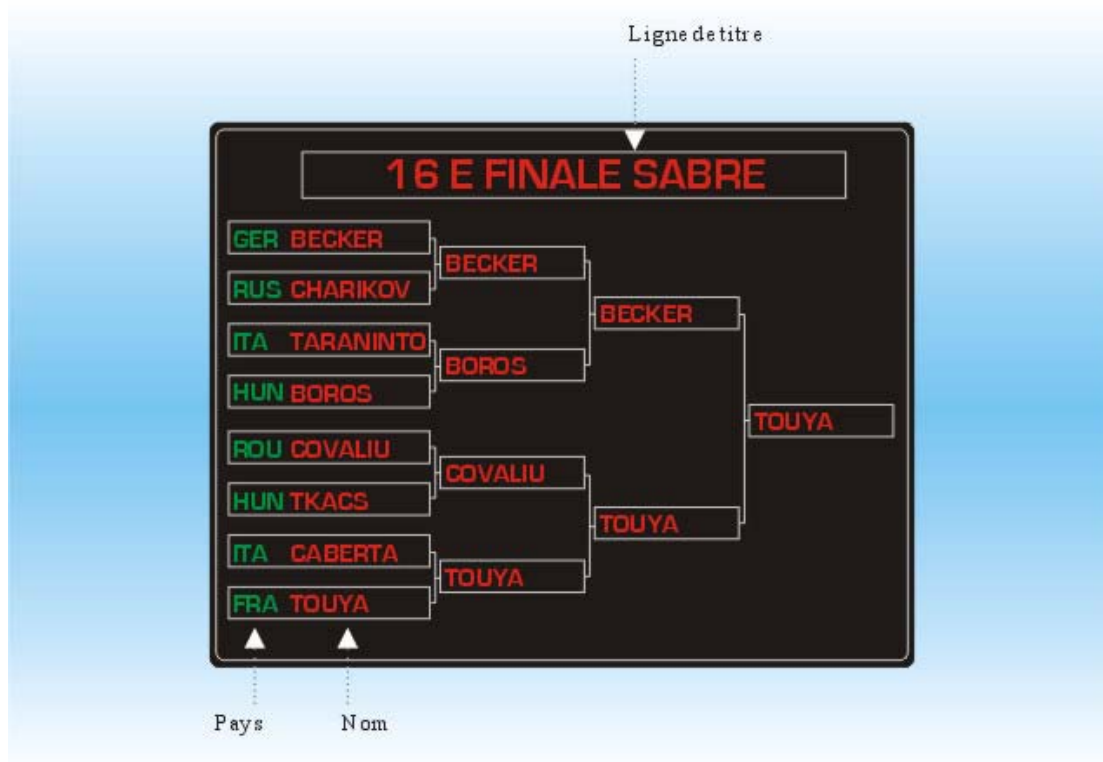 Ligne de titre
16 E FINALE SABRE
GER BECKER
BECKER
RUS CHARIKOV
BECKER
ITA TARANINTO
BOROS
HUN BOROS
TOUYA
ROU COVALIU
COVALIU
HUN TKACS
TOUYA
ITA CABERTA
TOUYA
FRA TOUYA
Pays Nom